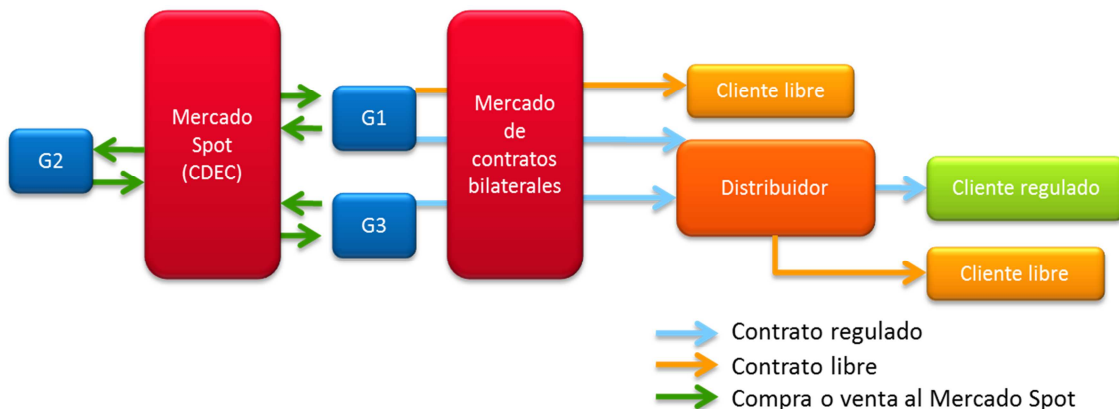 G2
Mercado
Spot
(CDEC)
G1
G3
Mercado
de
contratos
bilaterales
Cliente libre
Distribuidor
Cliente regulado
Cliente libre
Contrato regulado
Contrato libre
Compra o venta al Mercado Spot